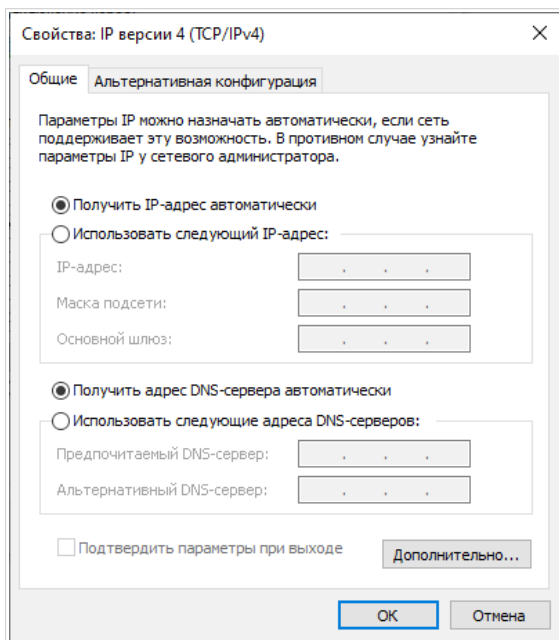 Свойства: IP версии 4 (TCP/IPv4)
Общие
Альтернативная конфигурация
Параметры IP можно назначать автоматически, если сеть
поддерживает эту возможность. В противном случае узнайте
параметры IP у сетевого администратора.
Получить IP-адрес автоматически
Использовать следующий IP-адрес:
IP-адрес:
Маска подсети:
Основной шлюз:
Получить адрес DNS-сервера автоматически
Использовать следующие адреса DNS-серверов:
Предпочитаемый DNS-сервер:
Альтернативный DNS-сервер:
Подтвердить параметры при выходе
Дополнительно...
ОК
Отмена